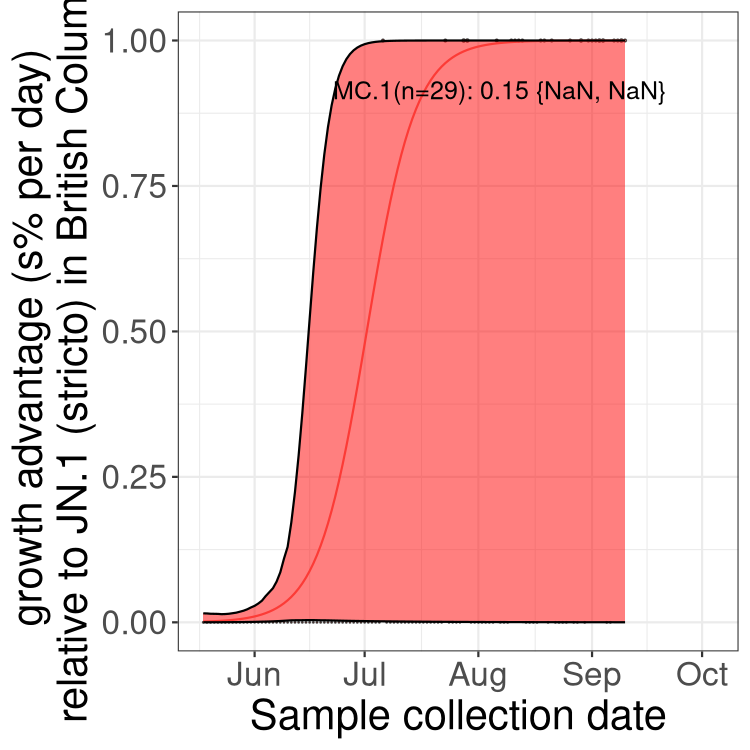 growth advantage (s% per day)
relative to JN.1 (stricto) in British Colum
1.00
0.75
0.50
0.25
0.00
MC.1(n=29): 0.15 {NaN, NaN}
Jun Jul Aug Sep Oct
Sample collection date